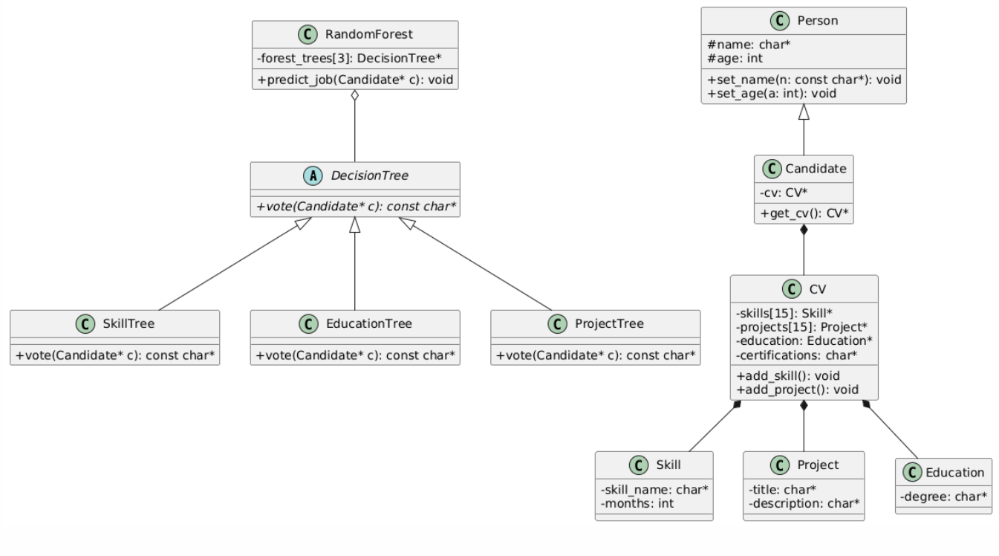 C RandomForest
-forest_trees[3]: DecisionTree*
+predict_job(Candidate* c): void
A DecisionTree
+vote(Candidate* c): const char*
C SkillTree
+vote(Candidate* c): const char*
C EducationTree
+vote(Candidate* c): const char*
C ProjectTree
+vote(Candidate* c): const char*
C Person
#name: char*
#age: int
+set_name(n: const char*): void
+set_age(a: int): void
C Candidate
-cv: CV*
+get_cv(): CV*
C CV
-skills[15]: Skill*
-projects[15]: Project*
-education: Education*
-certifications: char*
+add_skill(): void
+add_project(): void
C Skill
-skill_name: char*
-months: int
C Project
-title: char*
-description: char*
C Education
-degree: char*